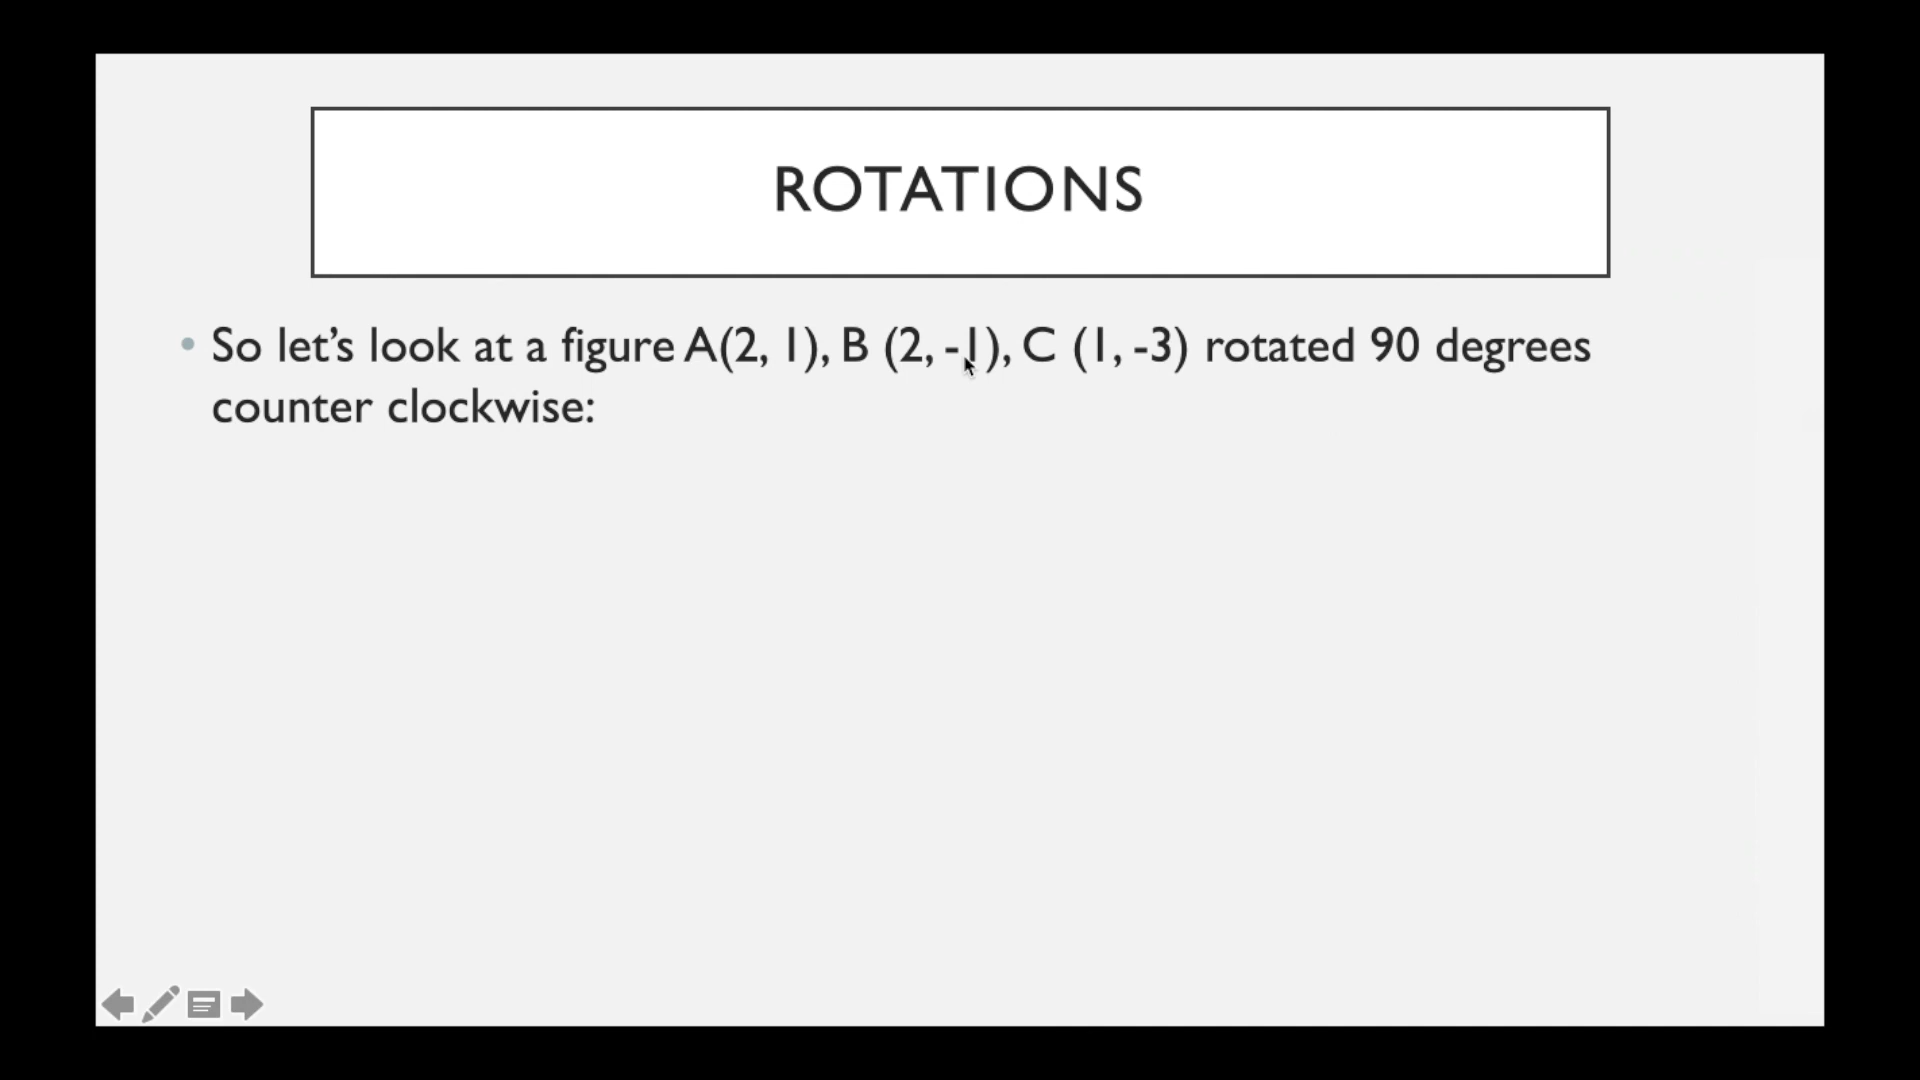 ROTATIONS
• So let’s look at a figure A(2, 1), B (2, -1), C (1, -3) rotated 90 degrees
counter clockwise: